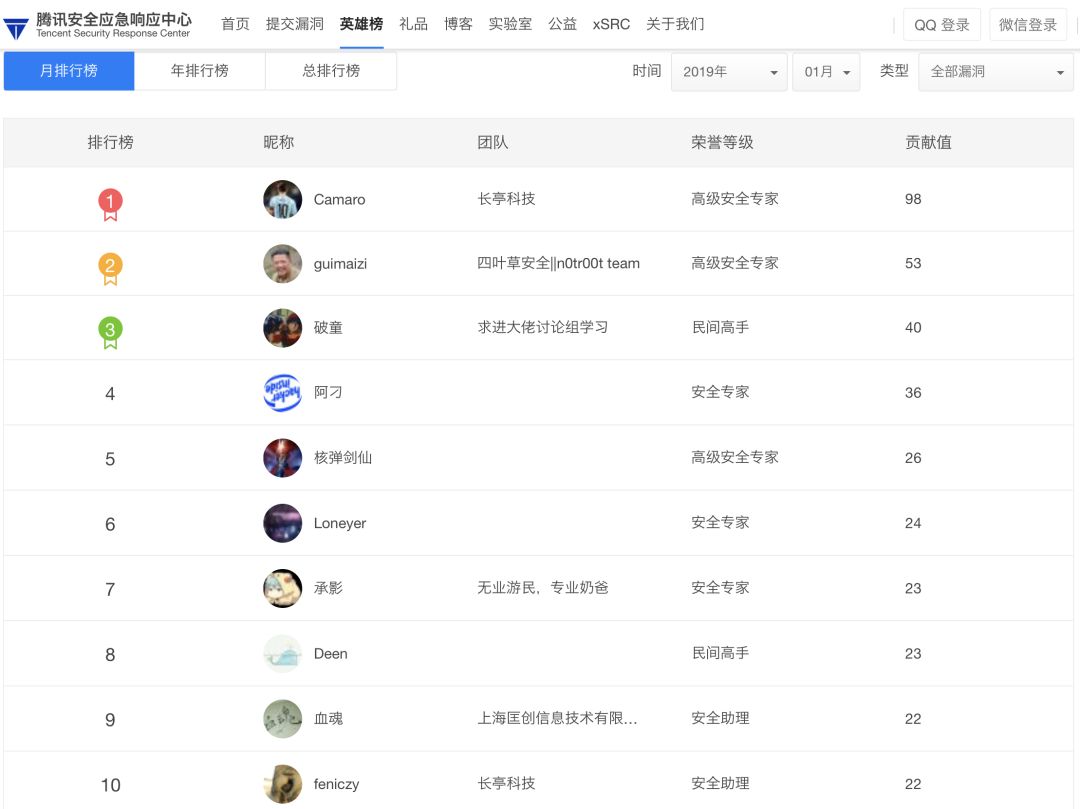 腾讯安全应急响应中心
Tencent Security Response Center
首页 提交漏洞 英雄榜 礼品 博客 实验室 公益 xSRC 关于我们
QQ 登录 微信登录
月排行榜 年排行榜 总排行榜 时间 2019年 01月 类型 全部漏洞
排行榜 昵称 团队 荣誉等级 贡献值
1 Camaro 长亭科技 高级安全专家 98
2 guimaizi 四叶草安全||n0tr00t team 高级安全专家 53
3 破童 求进大佬讨论组学习 民间高手 40
4 hacker inside 阿刁 安全专家 36
5 核弹剑仙 高级安全专家 26
6 Loneyer 安全专家 24
7 承影 无业游民，专业奶爸 安全专家 23
8 Deen 民间高手 23
9 血魂 上海匡创信息技术有限... 安全助理 22
10 feniczy 长亭科技 安全助理 22